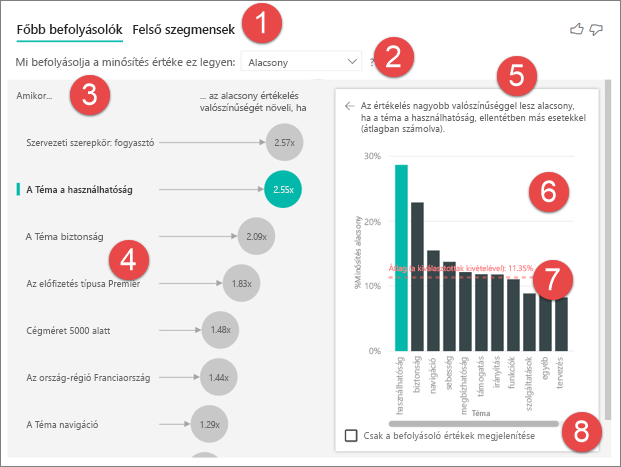 Főbb befolyásolók Felső szegmensek 1
Mi befolyásolja a minősítés értéke ez legyen: Alacsony ? 2
3 5
Amikor...
... az alacsony értékelés
valószínűségét növeli, ha
Szervezeti szerepkör: fogyasztó 2.57x
A Téma a használhatóság 2.55x
A Téma biztonság 2.09x
4
Az előfizetés típusa Premier 1.83x
Cégméret 5000 alatt 1.48x
Az ország-régió Franciaország 1.44x
A Téma navigáció 1.29x
Az értékelés nagyobb valószínűséggel lesz alacsony,
ha a téma a használhatóság, ellentétben más esetekkel
(átlagban számolva).
6
30%
20%
10%
0%
%Minősítés alacsony
7
11.35%
használhatóság
biztonság
navigáció
sebesség
megbízhatóság
támogatás
irányítás
funkciók
szolgáltatások
egyéb
tervezés
Téma
Csak a befolyásoló értékek megjelenítése 8